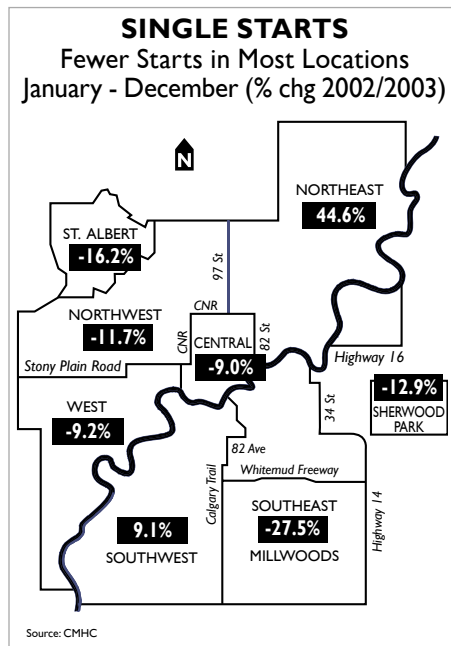 SINGLE STARTS
Fewer Starts in Most Locations
January - December (% chg 2002/2003)
N
NORTHEAST
44.6%
ST. ALBERT
-16.2%
97 St
CNR
NORTHWEST
-11.7%
CNR
CENTRAL
-9.0%
82 St
Stony Plain Road
Highway 16
-12.9%
SHERWOOD
PARK
34 St
WEST
-9.2%
82 Ave
Whitemud Freeway
Calgary Trail
SOUTHEAST
-27.5%
MILLWOODS
Highway 14
9.1%
SOUTHWEST
Source: CMHC